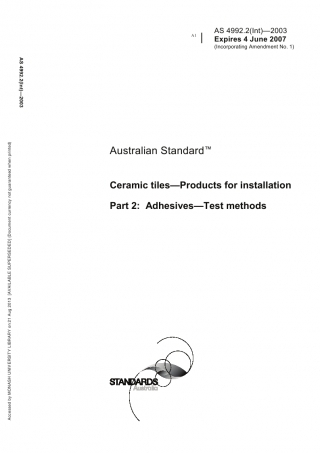 AS 4992.2(Int)—2003
A1
Expires 4 June 2007
(Incorporating Amendment No. 1)
AS 4992.2(Int)—2003
Australian Standard™
Ceramic tiles—Products for installation
Part 2: Adhesives—Test methods
STANDARDS
Australia
Accessed by MONASH UNIVERSITY LIBRARY on 21 Aug 2013 [AVAILABLE SUPERSEDED] (Document currency not guaranteed when printed)